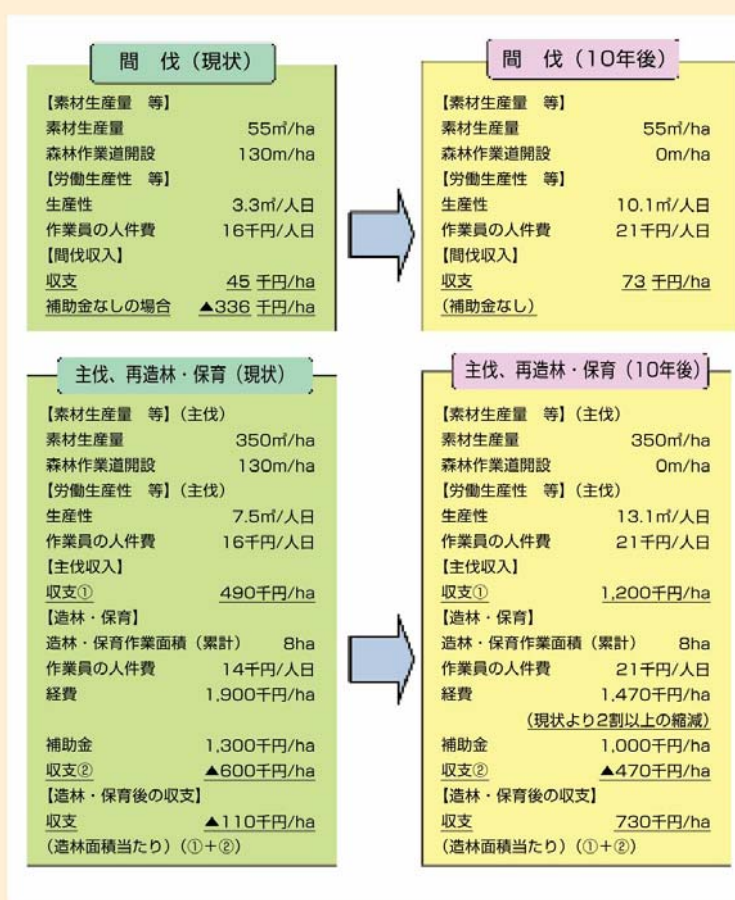 間　伐（現状）
【素材生産量　等】
素材生産量　55㎥/ha
森林作業道開設　130m/ha
【労働生産性　等】
生産性　3.3㎥/人日
作業員の人件費　16千円/人日
【間伐収入】
収支　45 千円/ha
補助金なしの場合　▲336 千円/ha
間　伐（10年後）
【素材生産量　等】
素材生産量　55㎥/ha
森林作業道開設　0m/ha
【労働生産性　等】
生産性　10.1㎥/人日
作業員の人件費　21千円/人日
【間伐収入】
収支　73 千円/ha
（補助金なし）
主伐、再造林・保育（現状）
【素材生産量　等】（主伐）
素材生産量　350㎥/ha
森林作業道開設　130m/ha
【労働生産性　等】（主伐）
生産性　7.5㎥/人日
作業員の人件費　16千円/人日
【主伐収入】
収支①　490千円/ha
【造林・保育】
造林・保育作業面積（累計）　8ha
作業員の人件費　14千円/人日
経費　1,900千円/ha
補助金　1,300千円/ha
収支②　▲600千円/ha
【造林・保育後の収支】
収支　▲110千円/ha
（造林面積当たり）（①＋②）
主伐、再造林・保育（10年後）
【素材生産量　等】（主伐）
素材生産量　350㎥/ha
森林作業道開設　0m/ha
【労働生産性　等】（主伐）
生産性　13.1㎥/人日
作業員の人件費　21千円/人日
【主伐収入】
収支①　1,200千円/ha
【造林・保育】
造林・保育作業面積（累計）　8ha
作業員の人件費　21千円/人日
経費　1,470千円/ha
（現状より2割以上の縮減）
補助金　1,000千円/ha
収支②　▲470千円/ha
【造林・保育後の収支】
収支　730千円/ha
（造林面積当たり）（①＋②）